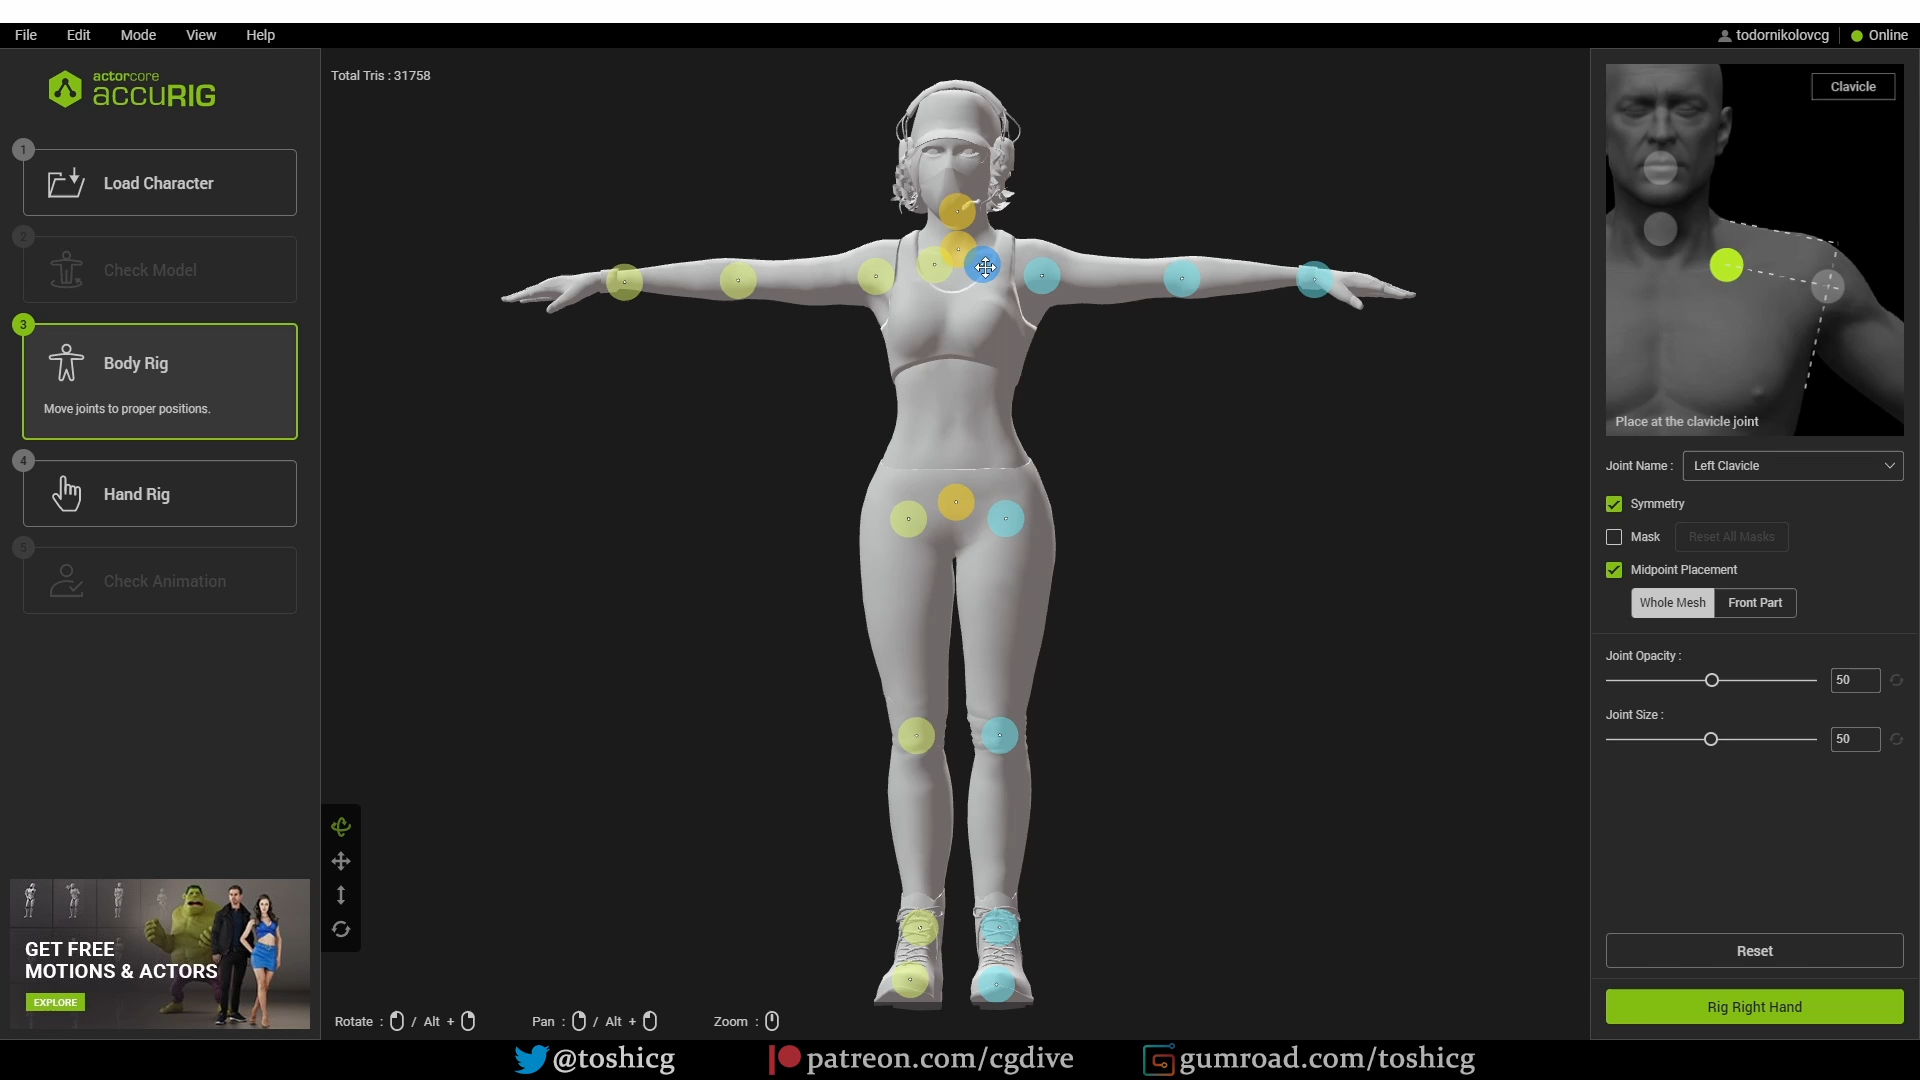 File
Edit
Mode
View
Help
todornikolovcg
Online
actorcore
accuRIG
Total Tris : 31758
1
Load Character
2
Check Model
3
Body Rig
Move joints to proper positions.
4
Hand Rig
5
Check Animation
GET FREE
MOTIONS & ACTORS
EXPLORE
Rotate : / Alt +
Pan : / Alt +
Zoom :
Clavicle
Place at the clavicle joint
Joint Name : Left Clavicle
Symmetry
Mask Reset All Masks
Midpoint Placement
Whole Mesh Front Part
Joint Opacity :
50
Joint Size :
50
Reset
Rig Right Hand
@toshicg
patreon.com/cgdive
gumroad.com/toshicg